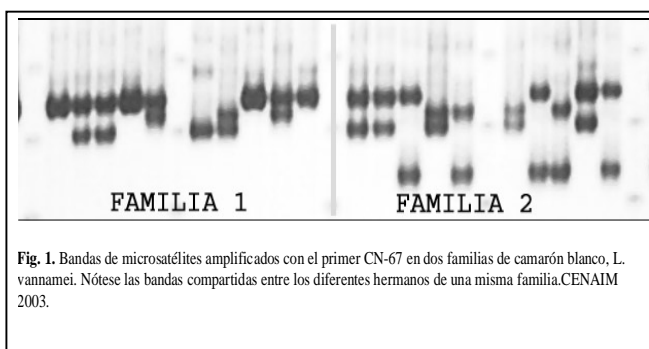 FAMILIA 1
FAMILIA 2
Fig. 1. Bandas de microsatélites amplificados con el primer CN-67 en dos familias de camarón blanco, L.
vannamei. Nótese las bandas compartidas entre los diferentes hermanos de una misma familia.CENAIM
2003.